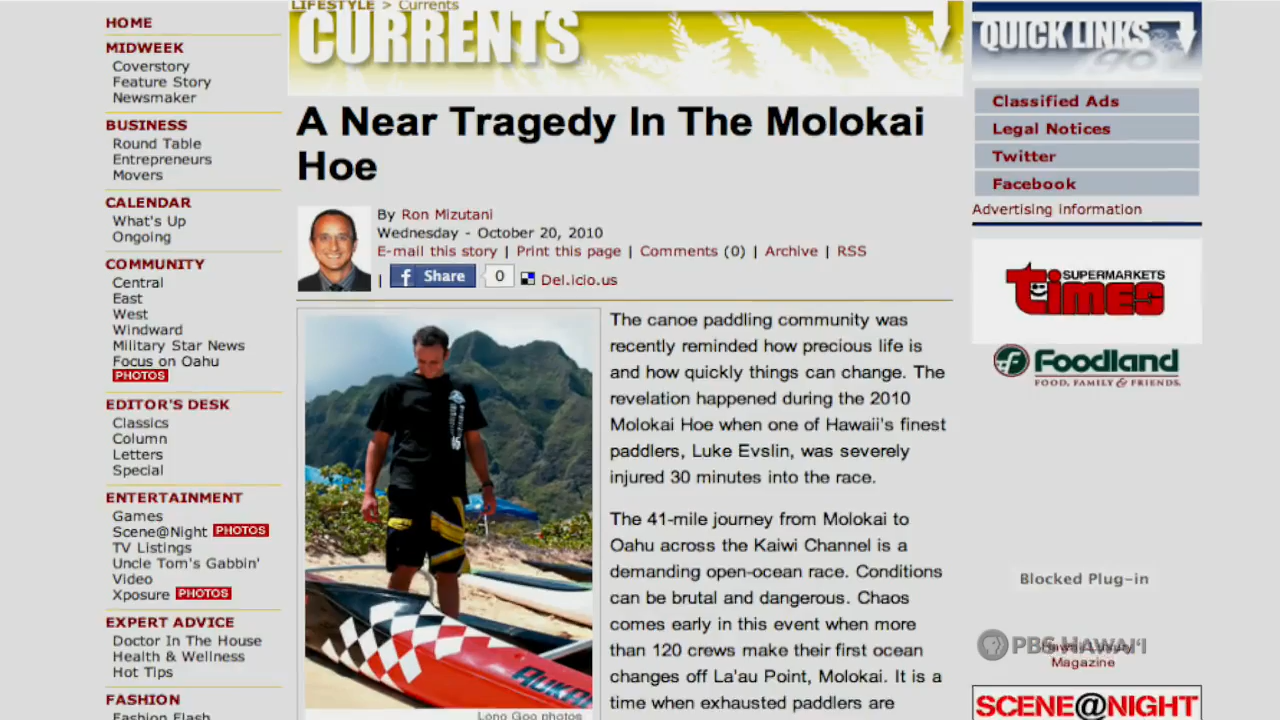 HOME
MIDWEEK
Coverstory
Feature Story
Newsmaker
BUSINESS
Round Table
Entrepreneurs
Movers
CALENDAR
What's Up
Ongoing
COMMUNITY
Central
East
West
Windward
Military Star News
Focus on Oahu
PHOTOS
EDITOR'S DESK
Classics
Column
Letters
Special
ENTERTAINMENT
Games
Scene@Night PHOTOS
TV Listings
Uncle Tom's Gabbin'
Video
Xposure PHOTOS
EXPERT ADVICE
Doctor In The House
Health & Wellness
Hot Tips
FASHION
Fashion Flash
LIFESTYLE > Currents
CURRENTS
A Near Tragedy In The Molokai
Hoe
By Ron Mizutani
Wednesday - October 20, 2010
E-mail this story | Print this page | Comments (0) | Archive | RSS
| f Share 0 Del.icio.us
The canoe paddling community was
recently reminded how precious life is
and how quickly things can change. The
revelation happened during the 2010
Molokai Hoe when one of Hawaii's finest
paddlers, Luke Evslin, was severely
injured 30 minutes into the race.
The 41-mile journey from Molokai to
Oahu across the Kaiwi Channel is a
demanding open-ocean race. Conditions
can be brutal and dangerous. Chaos
comes early in this event when more
than 120 crews make their first ocean
changes off La'au Point, Molokai. It is a
time when exhausted paddlers are
Lono Goo photos
QUICK LINKS
go
Classified Ads
Legal Notices
Twitter
Facebook
Advertising information
SUPERMARKETS
TIMES
Foodland
FOOD, FAMILY & FRIENDS.
Blocked Plug-in
PBS HAWAI'I
Hawaii Luxury
Magazine
SCENE@NIGHT